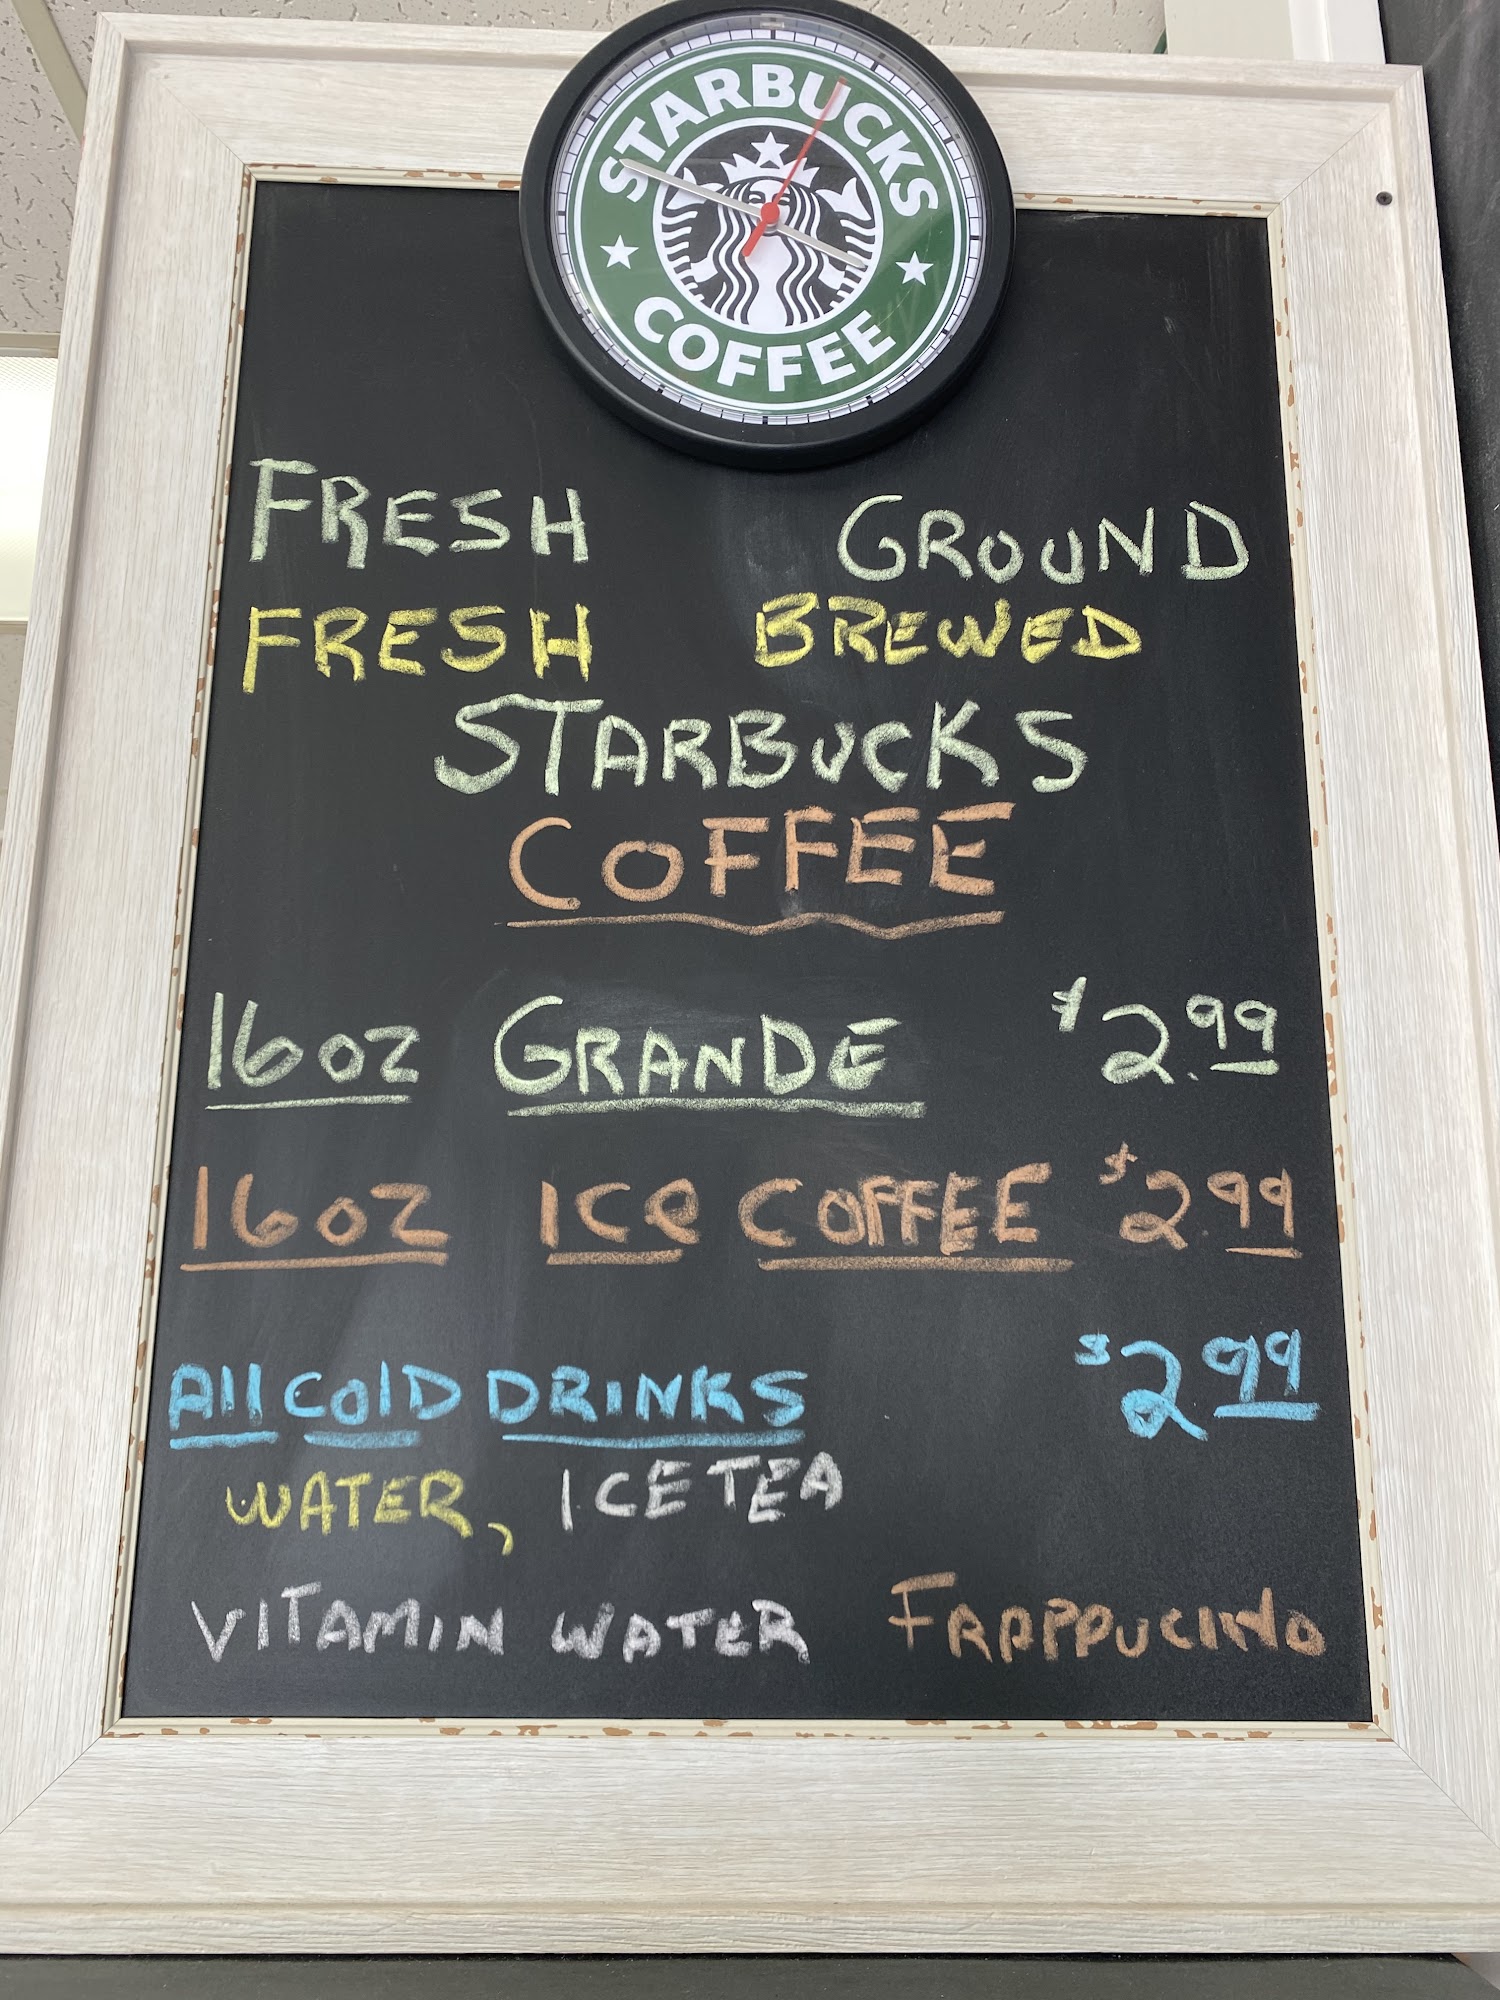 STARBUCKS
COFFEE
FRESH GROUND
FRESH BREWED
STARBUCKS
COFFEE
16oz GRANDE $2.99
16oz ICe COFFEE $2 99
All ColD DRINKS $2 99
WATER, ICE TEA
VITAMIN WATER FRAPPUCINO